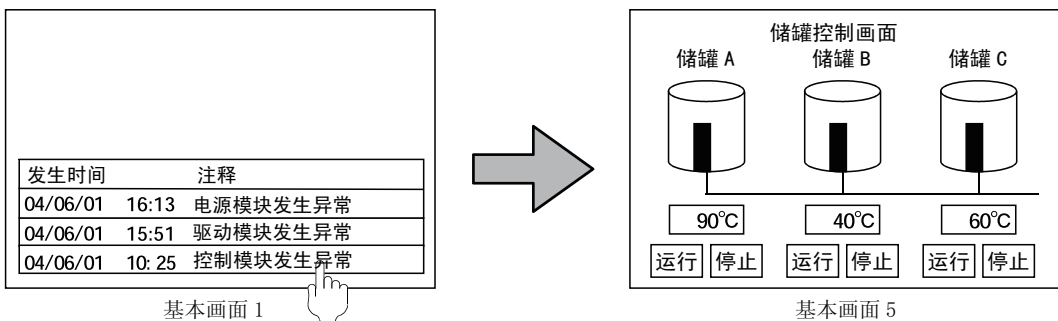 发生时间 注释
04/06/01 16:13 电源模块发生异常
04/06/01 15:51 驱动模块发生异常
04/06/01 10:25 控制模块发生异常
基本画面 1
储罐控制画面
储罐 A 储罐 B 储罐 C
90℃ 40℃ 60℃
运行 停止 运行 停止 运行 停止
基本画面 5